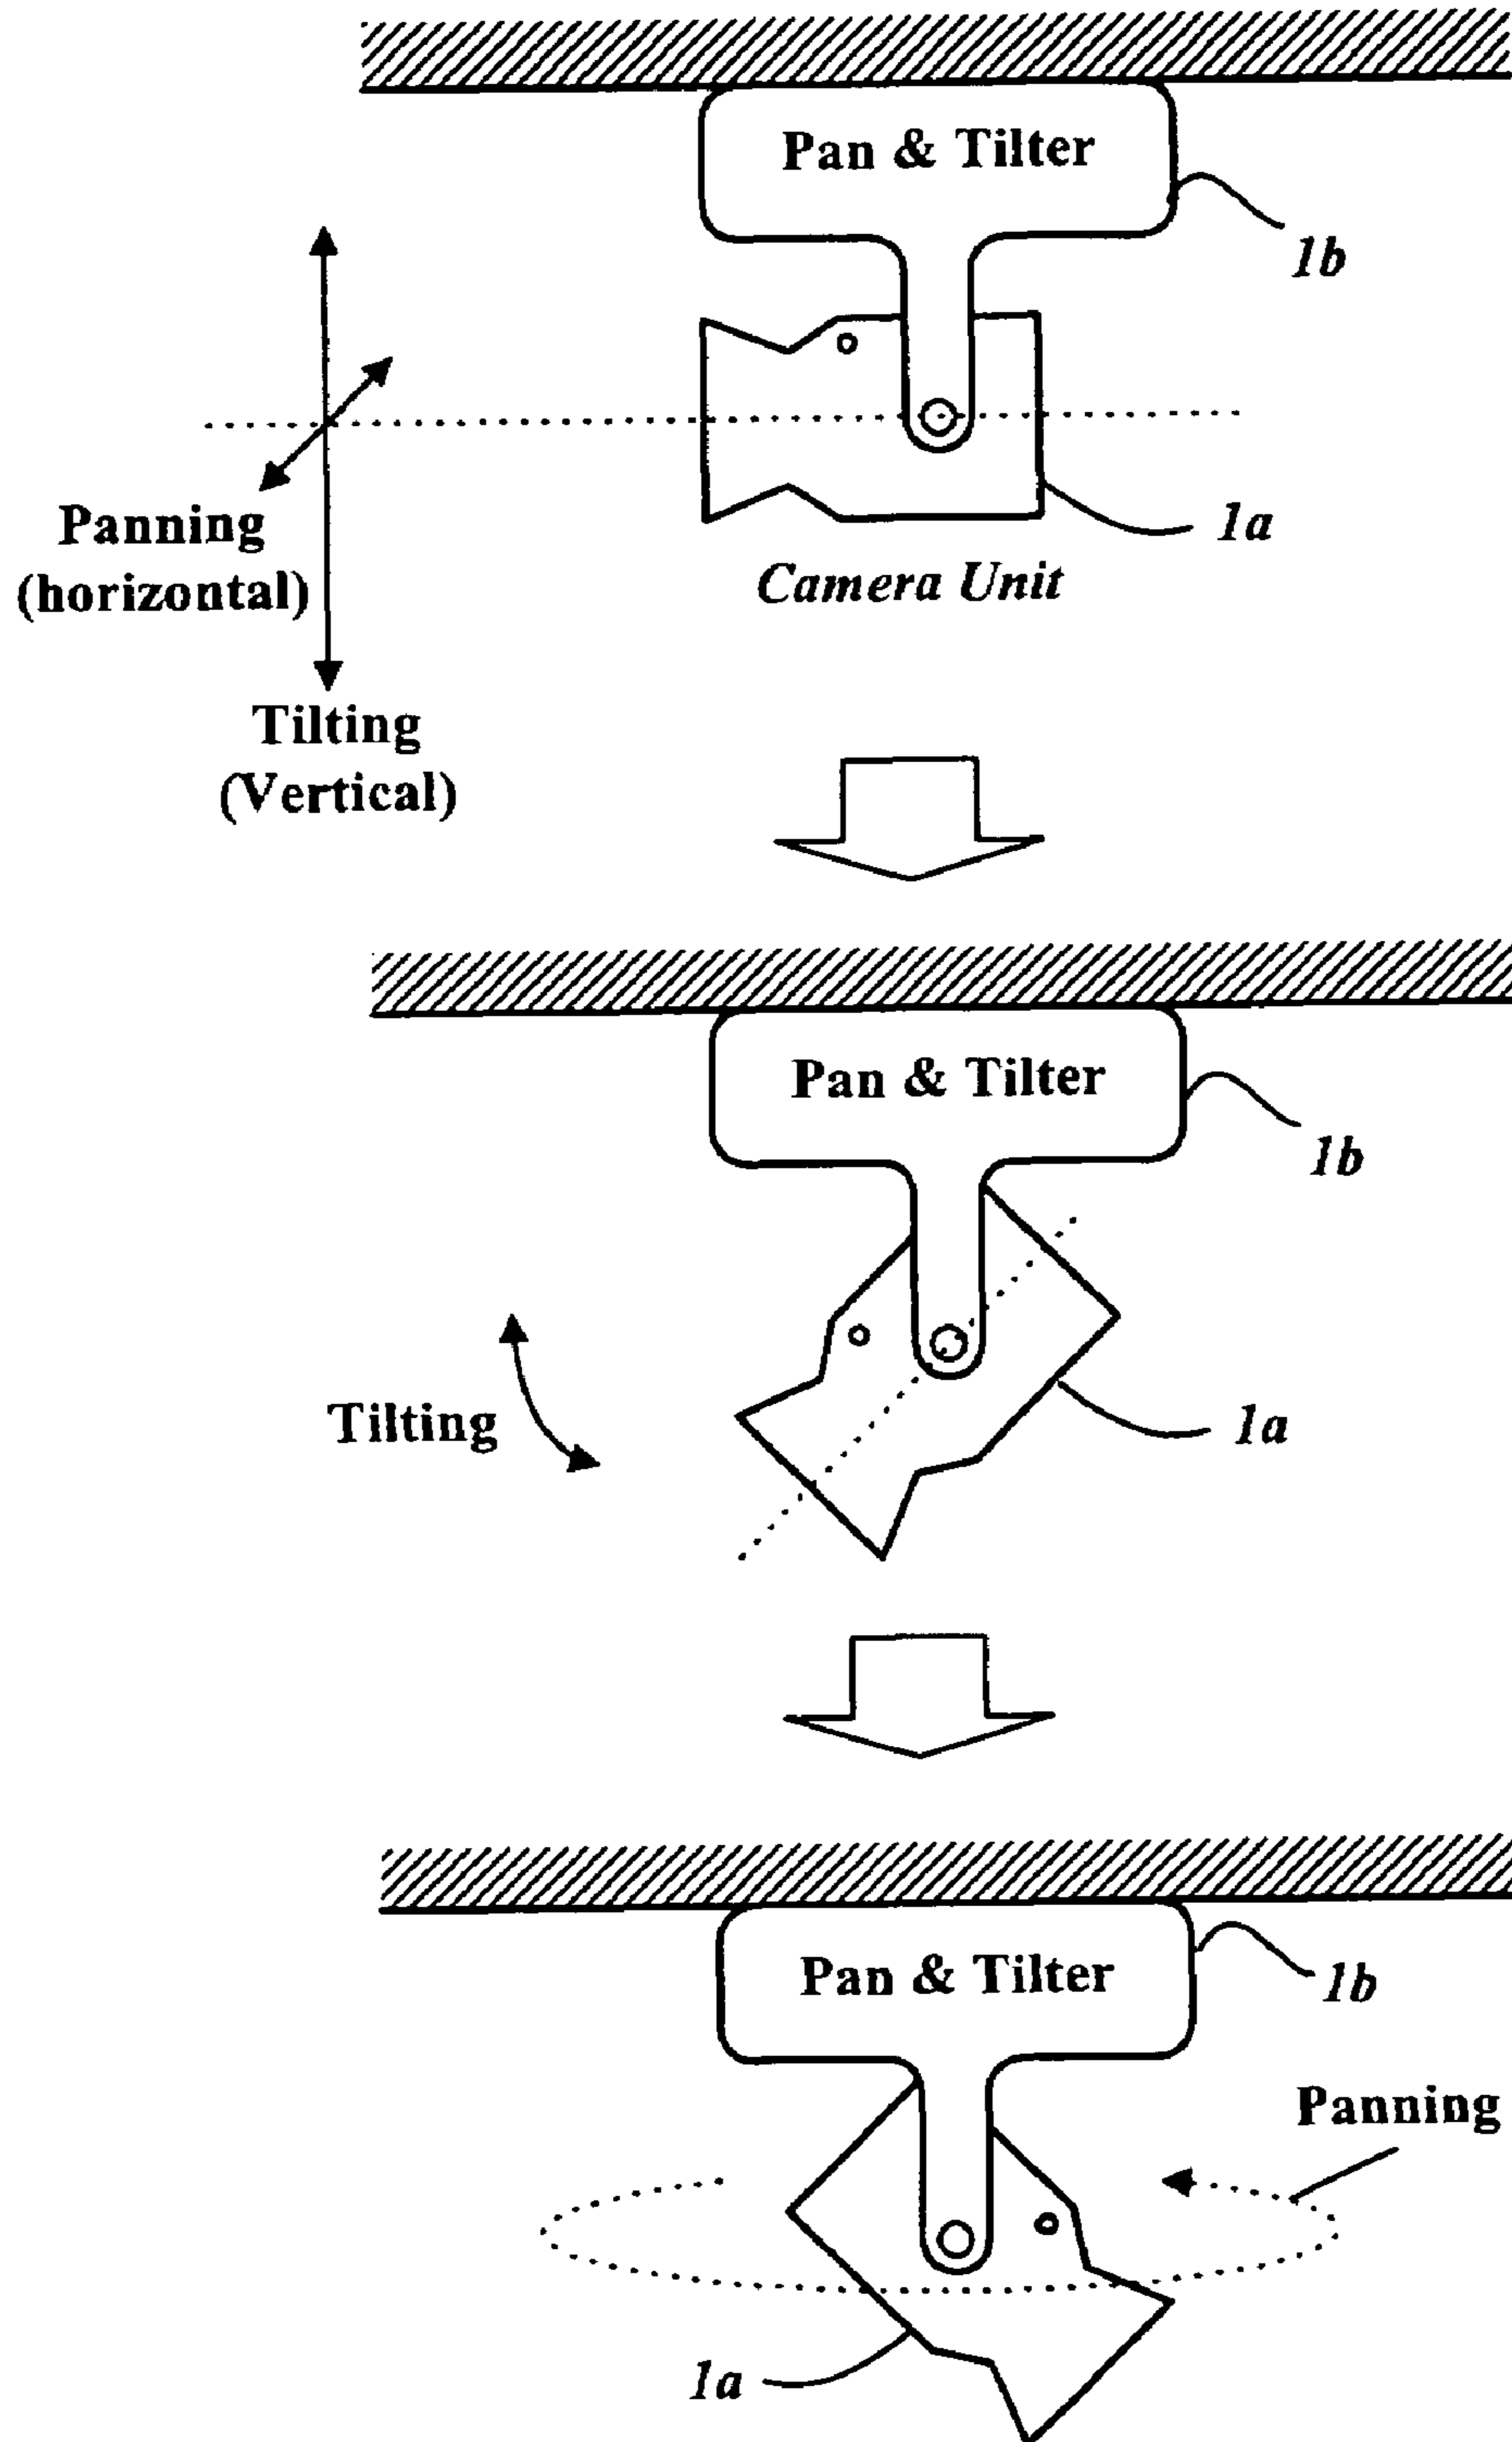 Pan & Tilter
1b
Panning
(horizontal)
1a
Camera Unit
Tilting
(Vertical)
Pan & Tilter
1b
Tilting
1a
Pan & Tilter
1b
Panning
1a